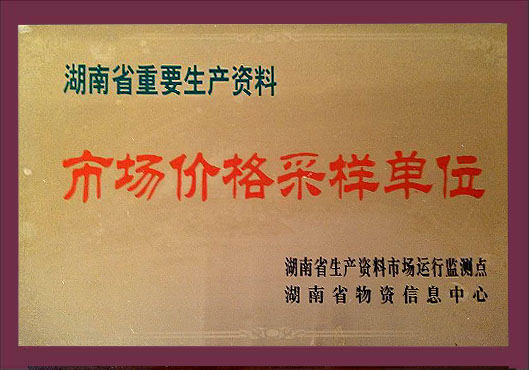 湖南省重要生产资料
市场价格采样单位
湖南省生产资料市场运行监测点
湖南省物资信息中心